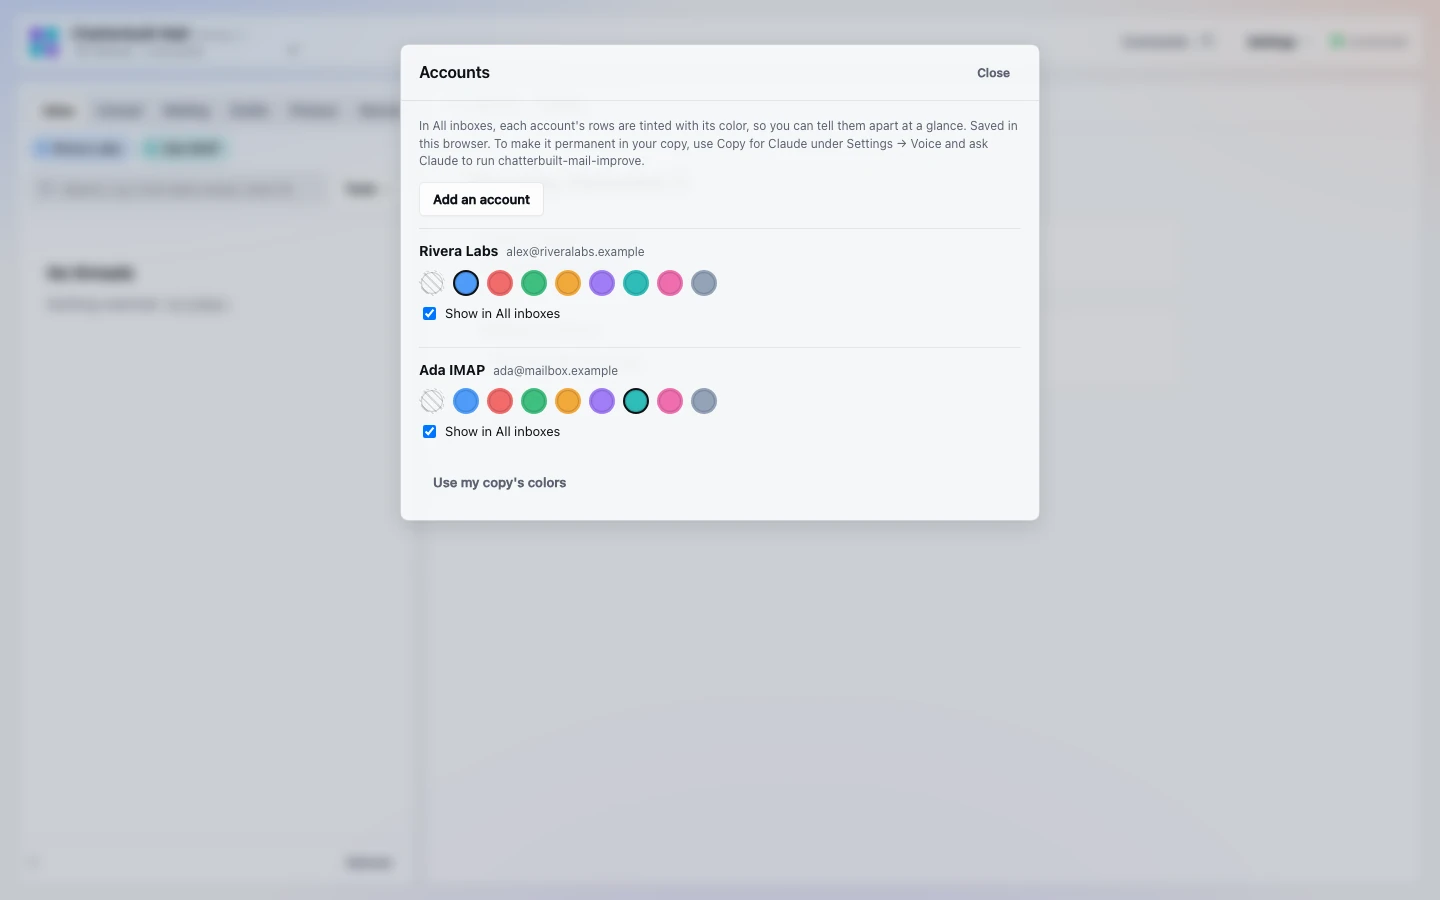 Accounts
Close
In All inboxes, each account's rows are tinted with its color, so you can tell them apart at a glance. Saved in
this browser. To make it permanent in your copy, use Copy for Claude under Settings → Voice and ask
Claude to run chatterbuilt-mail-improve.
Add an account
Rivera Labs alex@riveralabs.example
Show in All inboxes
Ada IMAP ada@mailbox.example
Show in All inboxes
Use my copy's colors